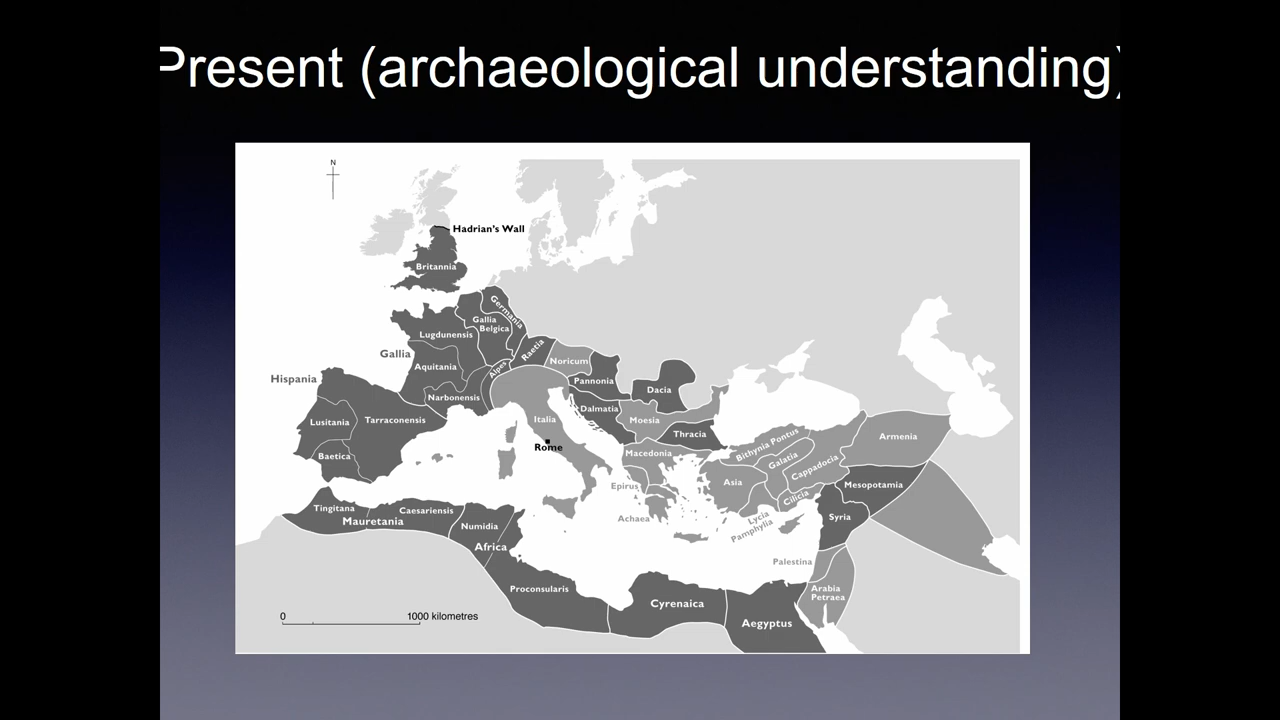 Present (archaeological understanding)
N
Hadrian's Wall
Britannia
Germania
Gallia
Belgica
Lugdunensis
Gallia
Aquitania
Alpes
Raetia
Noricum
Hispania
Narbonensis
Pannonia
Dacia
Dalmatia
Lusitania
Tarraconensis
Italia
Moesia
Thracia
Baetica
Rome
Macedonia
Bithynia Pontus
Galatia
Cappadocia
Armenia
Epirus
Asia
Cilicia
Mesopotamia
Achaea
Lycia
Pamphylia
Syria
Tingitana
Caesariensis
Mauretania
Numidia
Africa
Palestina
Proconsularis
Cyrenaica
Arabia
Petraea
Aegyptus
0
1000 kilometres